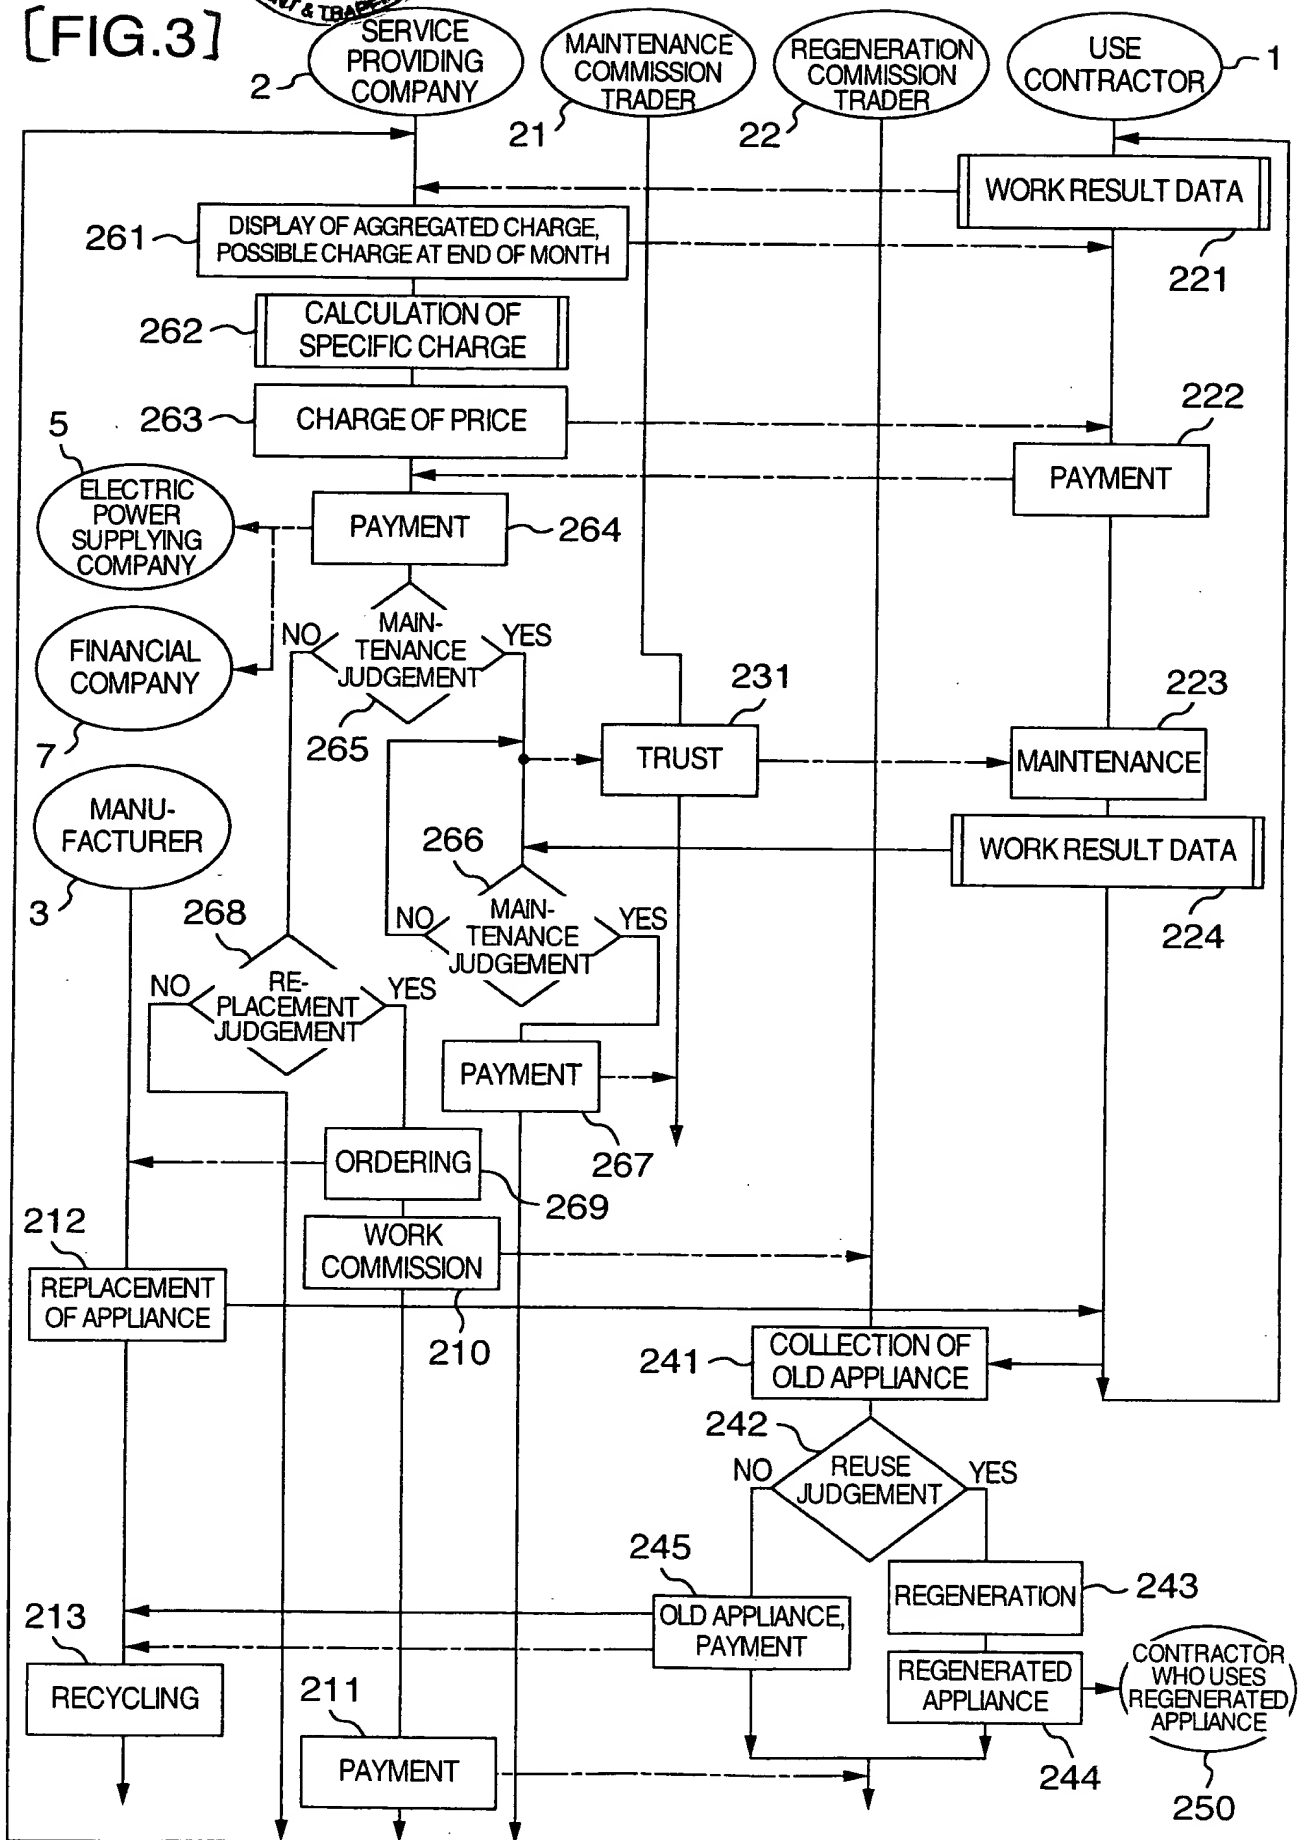 [FIG.3]
NT & TRA
SERVICE
PROVIDING
COMPANY
2
MAINTENANCE
COMMISSION
TRADER
21
REGENERATION
COMMISSION
TRADER
22
USE
CONTRACTOR
1
WORK RESULT DATA
221
261
DISPLAY OF AGGREGATED CHARGE,
POSSIBLE CHARGE AT END OF MONTH
262
CALCULATION OF
SPECIFIC CHARGE
263
CHARGE OF PRICE
222
PAYMENT
5
ELECTRIC
POWER
SUPPLYING
COMPANY
PAYMENT
264
FINANCIAL
COMPANY
7
NO
MAIN-
TENANCE
JUDGEMENT
YES
265
231
TRUST
223
MAINTENANCE
MANU-
FACTURER
3
266
WORK RESULT DATA
224
NO
MAIN-
TENANCE
JUDGEMENT
YES
268
NO
RE-
PLACEMENT
JUDGEMENT
YES
PAYMENT
267
ORDERING
269
212
REPLACEMENT
OF APPLIANCE
WORK
COMMISSION
210
241
COLLECTION OF
OLD APPLIANCE
242
NO
REUSE
JUDGEMENT
YES
245
OLD APPLIANCE,
PAYMENT
REGENERATION
243
213
RECYCLING
REGENERATED
APPLIANCE
244
CONTRACTOR
WHO USES
REGENERATED
APPLIANCE
250
211
PAYMENT